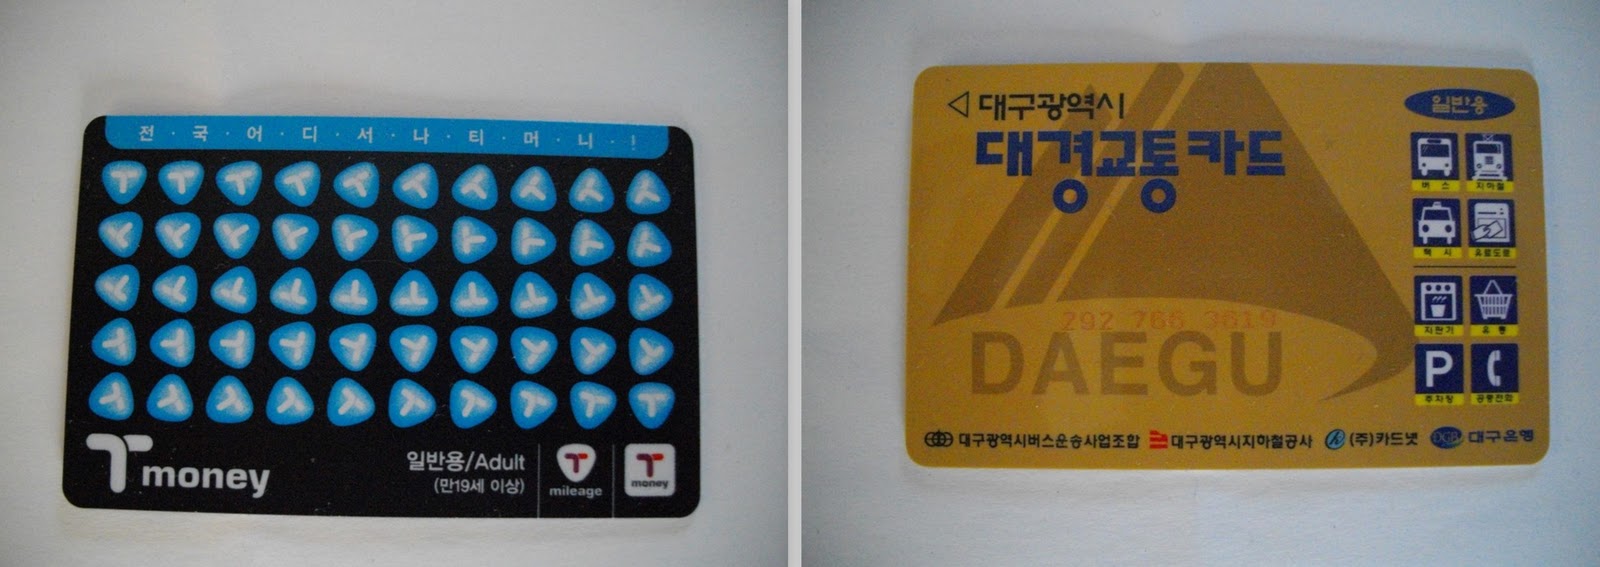 전·국·어·디·서·나·티·머·니·!
T money
일반용/Adult
(만19세 이상)
T
mileage
T
money
대구광역시
대경교통카드
일반용
버스
지하철
택시
유료도로
자판기
유통
P
주차장
공중전화
292 766 3619
DAEGU
대구광역시버스운송사업조합
대구광역시지하철공사
(주)카드넷
DGB 대구은행